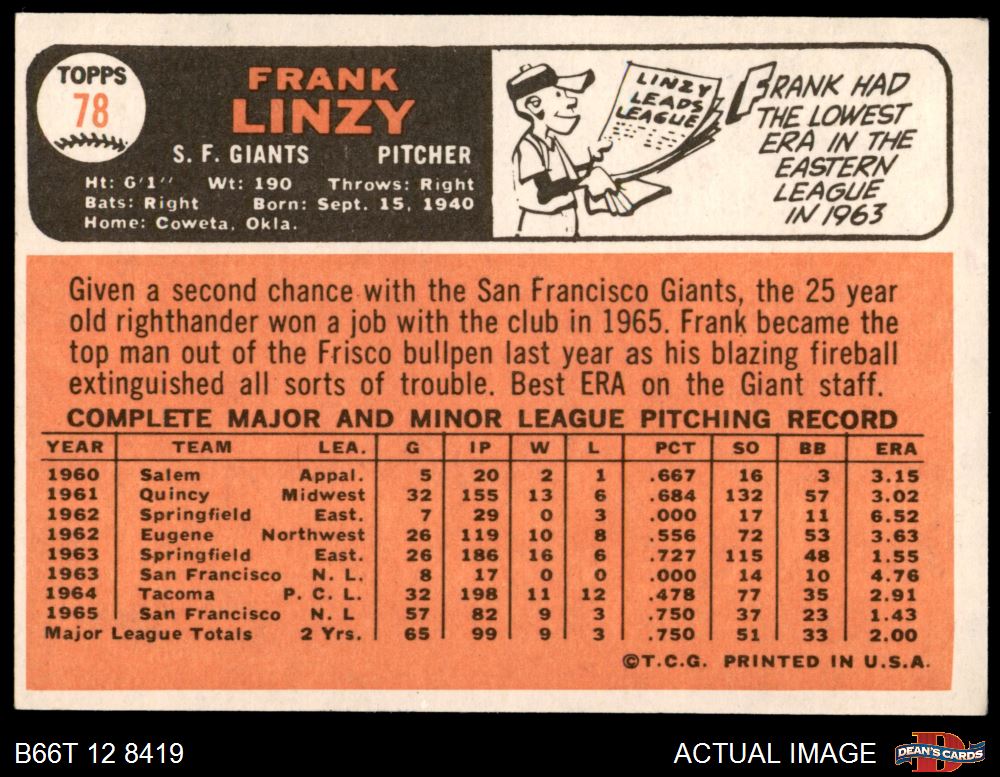 TOPPS
78
FRANK
LINZY
S. F. GIANTS PITCHER
Ht: 6'1" Wt: 190 Throws: Right
Bats: Right Born: Sept. 15, 1940
Home: Coweta, Okla.
LINZY
LEADS
LEAGUE
FRANK HAD
THE LOWEST
ERA IN THE
EASTERN
LEAGUE
IN 1963
Given a second chance with the San Francisco Giants, the 25 year
old righthander won a job with the club in 1965. Frank became the
top man out of the Frisco bullpen last year as his blazing fireball
extinguished all sorts of trouble. Best ERA on the Giant staff.
COMPLETE MAJOR AND MINOR LEAGUE PITCHING RECORD
YEAR TEAM LEA. G IP W L PCT SO BB ERA
1960 Salem Appal. 5 20 2 1 .667 16 3 3.15
1961 Quincy Midwest 32 155 13 6 .684 132 57 3.02
1962 Springfield East. 7 29 0 3 .000 17 11 6.52
1962 Eugene Northwest 26 119 10 8 .556 72 53 3.63
1963 Springfield East. 26 186 16 6 .727 115 48 1.55
1963 San Francisco N. L. 8 17 0 0 .000 14 10 4.76
1964 Tacoma P. C. L. 32 198 11 12 .478 77 35 2.91
1965 San Francisco N. L 57 82 9 3 .750 37 23 1.43
Major League Totals 2 Yrs. 65 99 9 3 .750 51 33 2.00
©T.C.G. PRINTED IN U.S.A.
B66T 12 8419 ACTUAL IMAGE
D
DEAN'S CARDS